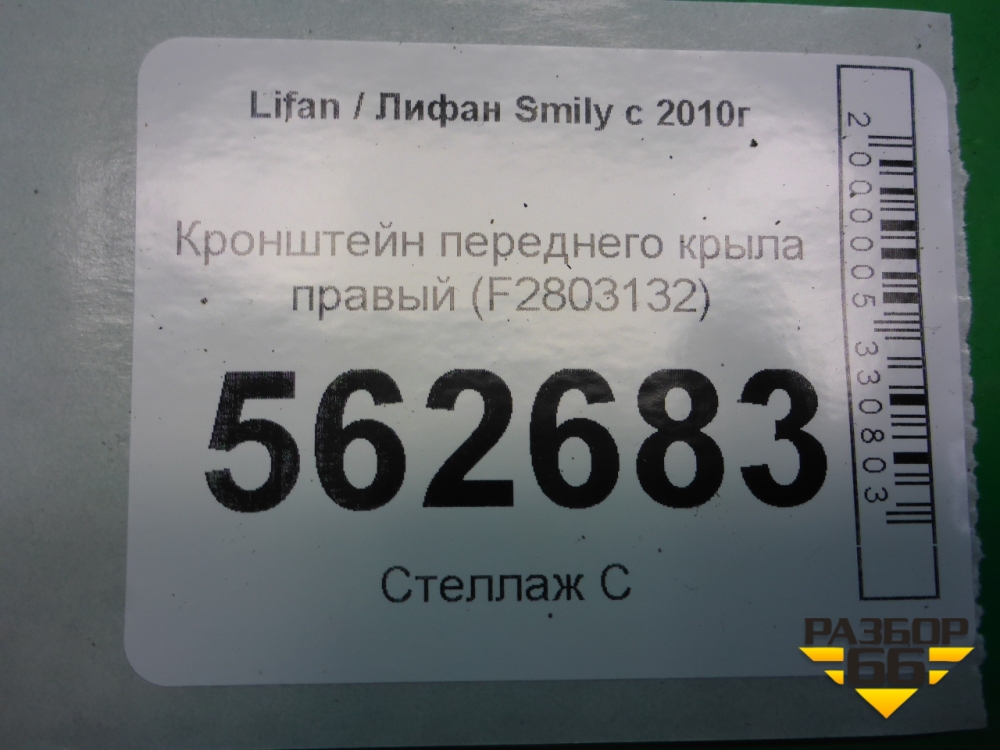 Lifan / Лифан Smily с 2010г
Кронштейн переднего крыла
правый (F2803132)
562683
Стеллаж С
2000005330803
РАЗБОР
66